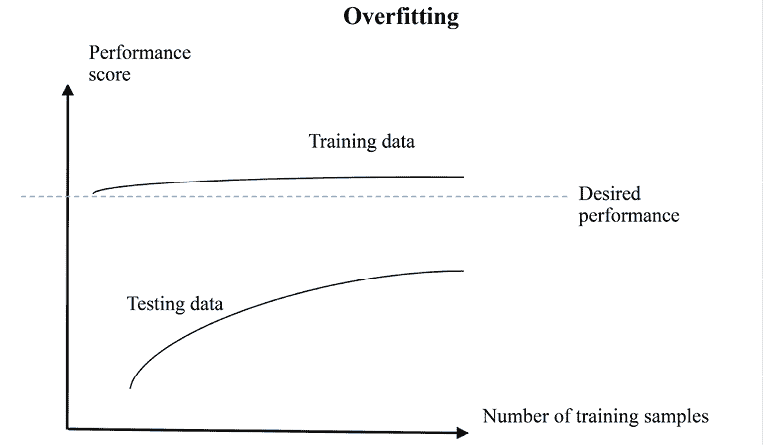 Overfitting
Performance
score
Training data
Desired
performance
Testing data
Number of training samples